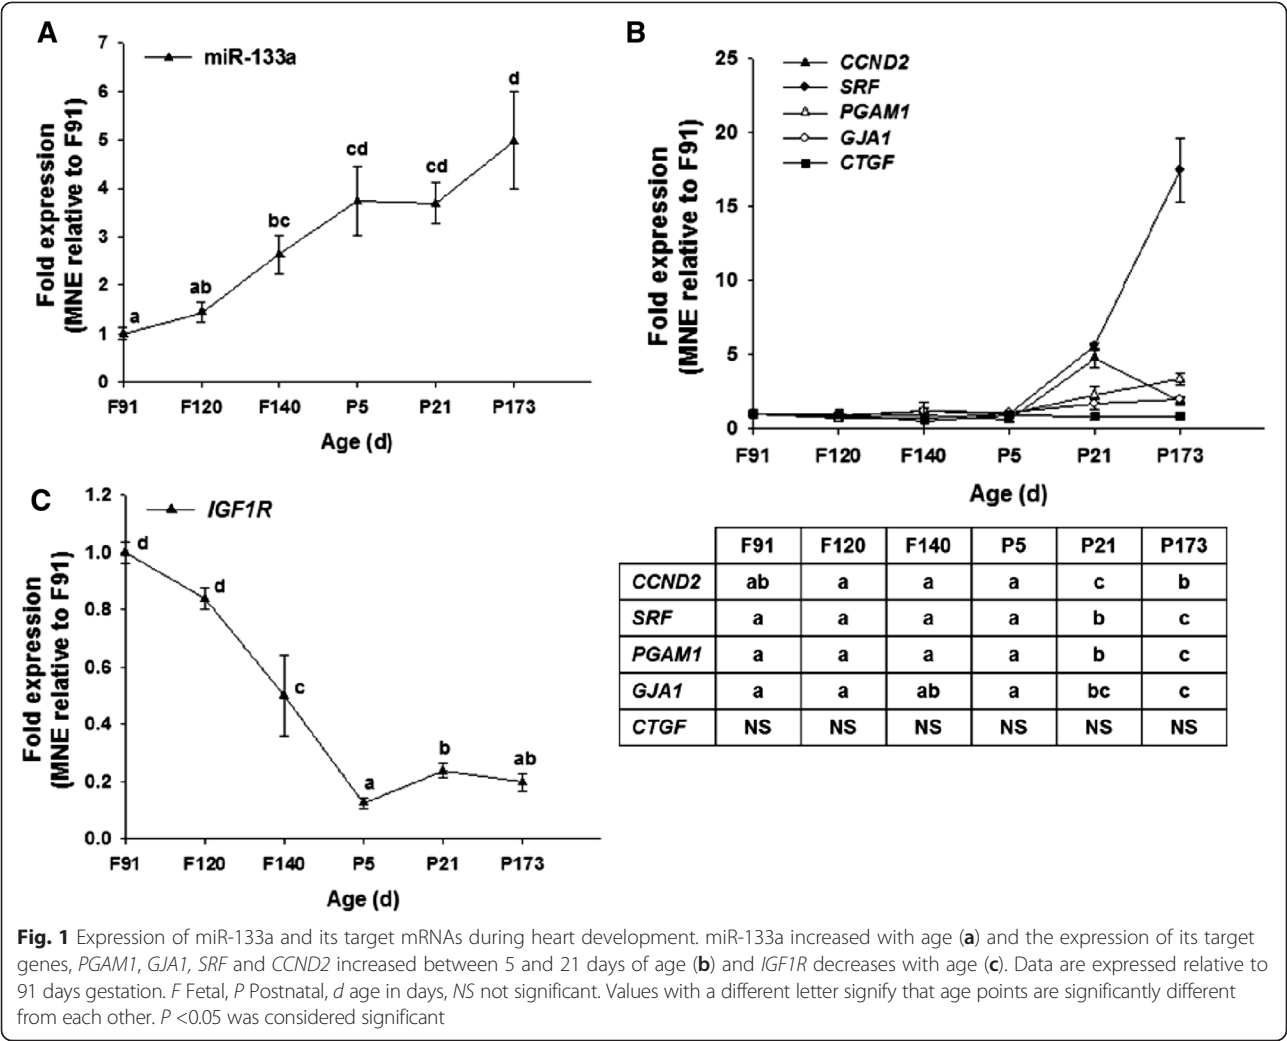 A
miR-133a
7
6
5
4
3
2
1
0
Fold expression
(MNE relative to F91)
a
ab
bc
cd
cd
d
F91 F120 F140 P5 P21 P173
Age (d)
B
CCND2
SRF
PGAM1
GJA1
CTGF
25
20
15
10
5
0
Fold expression
(MNE relative to F91)
F91 F120 F140 P5 P21 P173
Age (d)
C
IGF1R
1.2
1.0
0.8
0.6
0.4
0.2
0.0
Fold expression
(MNE relative to F91)
d
d
c
a
b
ab
F91 F120 F140 P5 P21 P173
Age (d)
F91 F120 F140 P5 P21 P173
CCND2 ab a a a c b
SRF a a a a b c
PGAM1 a a a a b c
GJA1 a a ab a bc c
CTGF NS NS NS NS NS NS
Fig. 1 Expression of miR-133a and its target mRNAs during heart development. miR-133a increased with age (a) and the expression of its target
genes, PGAM1, GJA1, SRF and CCND2 increased between 5 and 21 days of age (b) and IGF1R decreases with age (c). Data are expressed relative to
91 days gestation. F Fetal, P Postnatal, d age in days, NS not significant. Values with a different letter signify that age points are significantly different
from each other. P <0.05 was considered significant